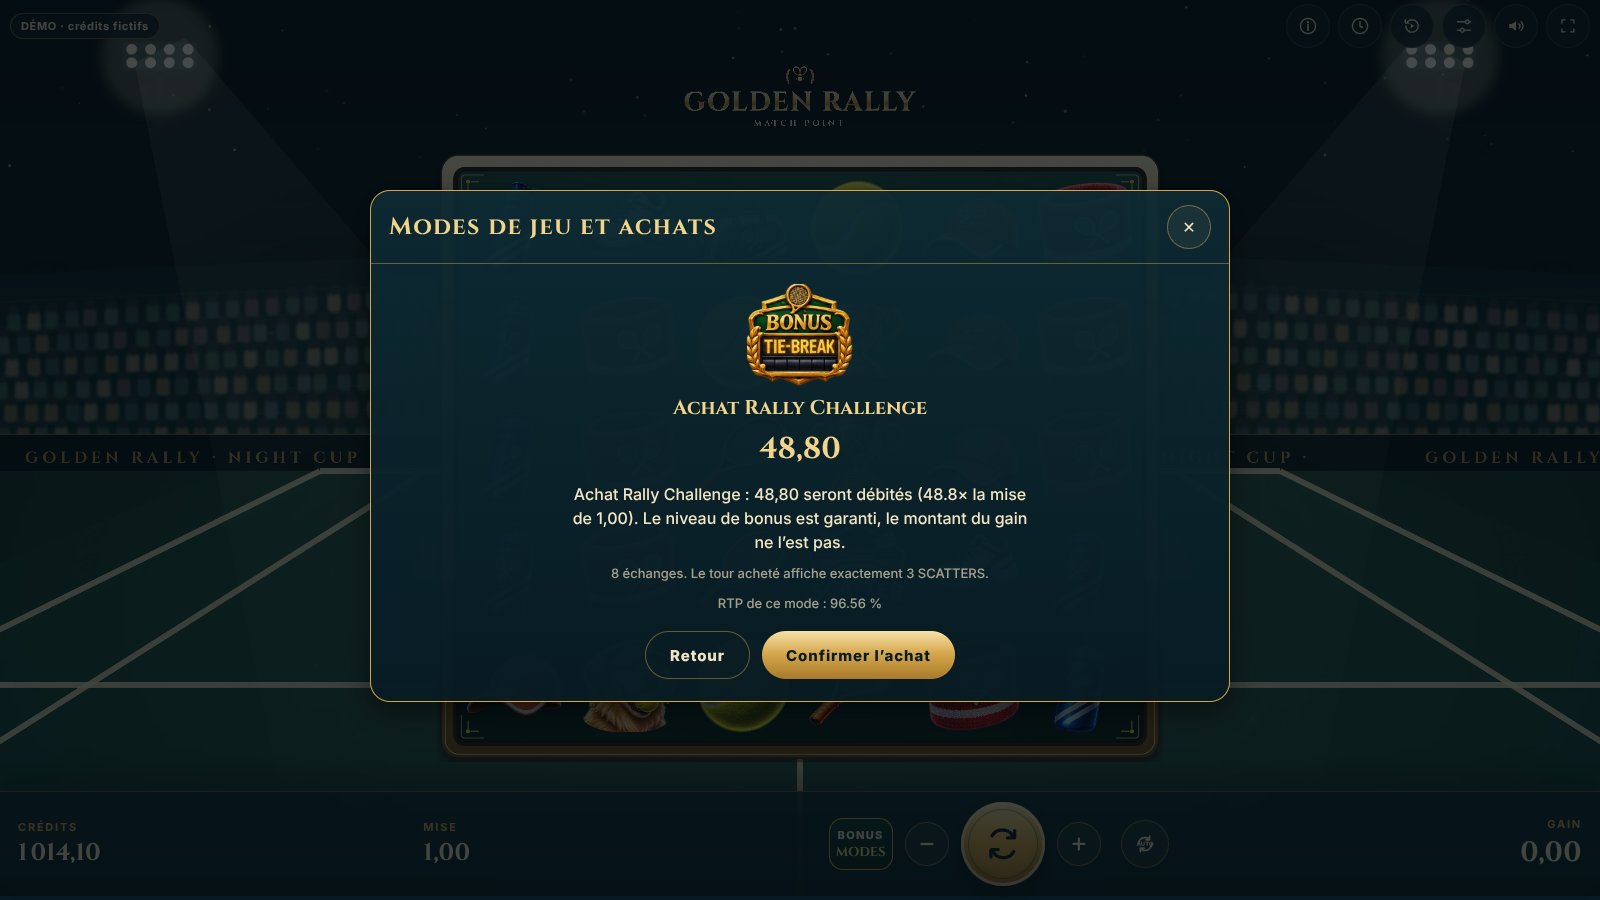 DÉMO · crédits fictifs
GOLDEN RALLY
MATCH POINT
MODES DE JEU ET ACHATS
BONUS
TIE-BREAK
ACHAT RALLY CHALLENGE
48,80
GOLDEN RALLY · NIGHT CUP
CUP ·
GOLDEN RALLY
Achat Rally Challenge : 48,80 seront débités (48.8× la mise
de 1,00). Le niveau de bonus est garanti, le montant du gain
ne l’est pas.
8 échanges. Le tour acheté affiche exactement 3 SCATTERS.
RTP de ce mode : 96.56 %
Retour
Confirmer l’achat
CRÉDITS
1 014,10
MISE
1,00
BONUS
MODES
GAIN
0,00